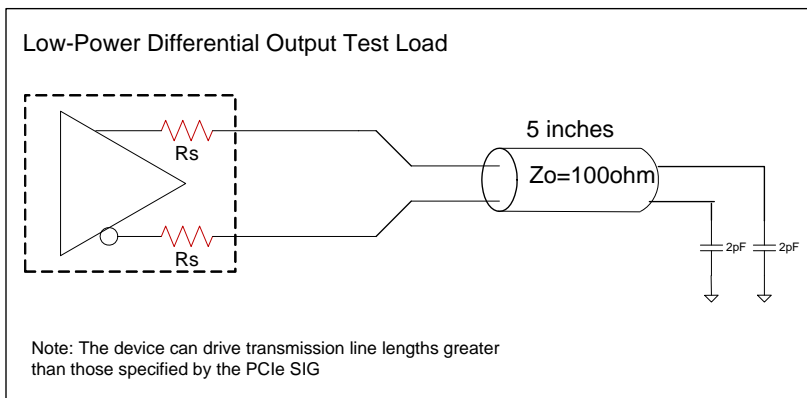 Low-Power Differential Output Test Load
Rs
5 inches
Zo=100ohm
Rs
2pF
2pF
Note: The device can drive transmission line lengths greater
than those specified by the PCIe SIG